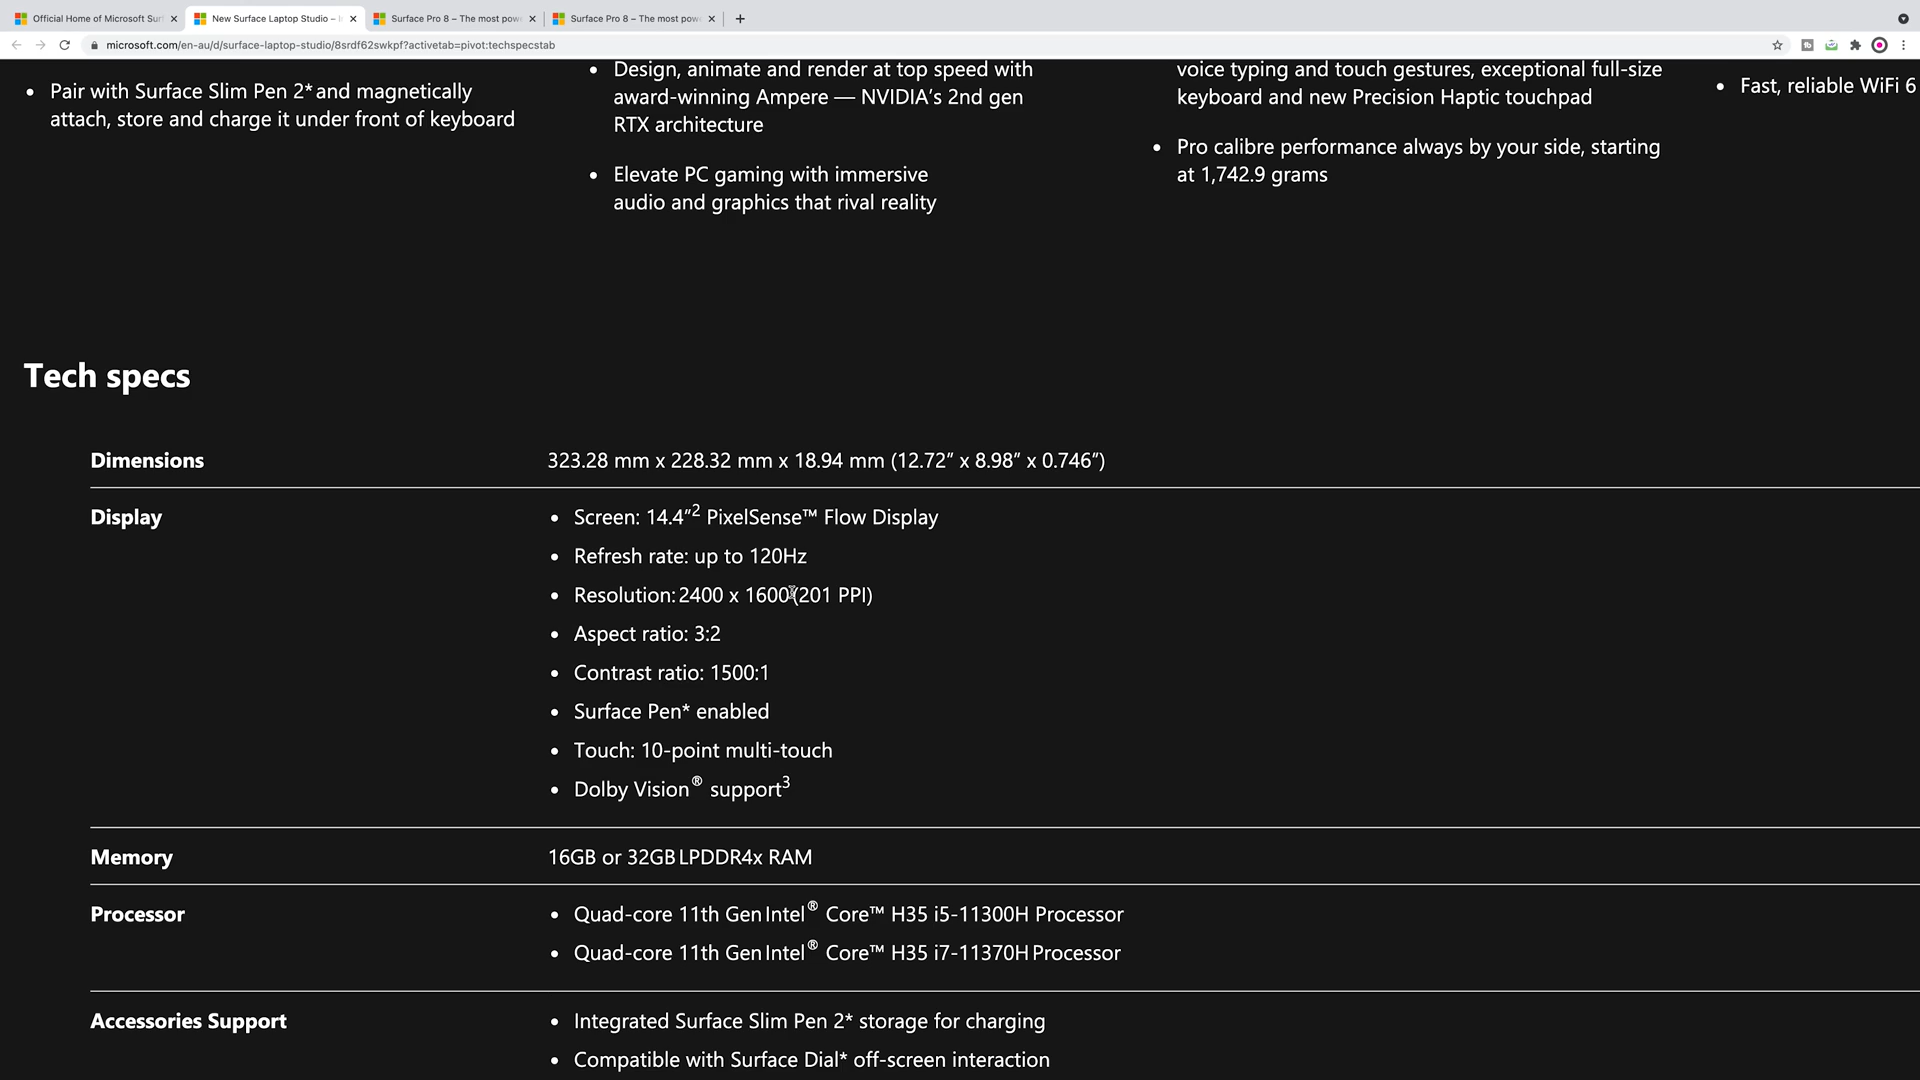 Official Home of Microsoft Sur
New Surface Laptop Studio – I
Surface Pro 8 – The most pow
Surface Pro 8 – The most pow
microsoft.com/en-au/d/surface-laptop-studio/8srdf62swkpf?activetab=pivot:techspecstab
• Pair with Surface Slim Pen 2* and magnetically
attach, store and charge it under front of keyboard
• Design, animate and render at top speed with
award-winning Ampere — NVIDIA’s 2nd gen
RTX architecture
• Elevate PC gaming with immersive
audio and graphics that rival reality
voice typing and touch gestures, exceptional full-size
keyboard and new Precision Haptic touchpad
• Pro calibre performance always by your side, starting
at 1,742.9 grams
• Fast, reliable WiFi 6
Tech specs
Dimensions
323.28 mm x 228.32 mm x 18.94 mm (12.72” x 8.98” x 0.746”)
Display
• Screen: 14.4”2 PixelSense™ Flow Display
• Refresh rate: up to 120Hz
• Resolution: 2400 x 1600 (201 PPI)
• Aspect ratio: 3:2
• Contrast ratio: 1500:1
• Surface Pen* enabled
• Touch: 10-point multi-touch
• Dolby Vision® support3
Memory
16GB or 32GB LPDDR4x RAM
Processor
• Quad-core 11th Gen Intel® Core™ H35 i5-11300H Processor
• Quad-core 11th Gen Intel® Core™ H35 i7-11370H Processor
Accessories Support
• Integrated Surface Slim Pen 2* storage for charging
• Compatible with Surface Dial* off-screen interaction